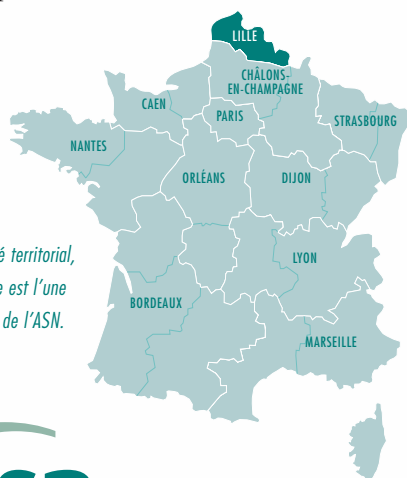 LILLE
CHÂLONS-
EN-CHAMPAGNE
CAEN
PARIS
STRASBOURG
NANTES
ORLÉANS
DIJON
territorial,
est l'une
de l'ASN.
LYON
BORDEAUX
MARSEILLE